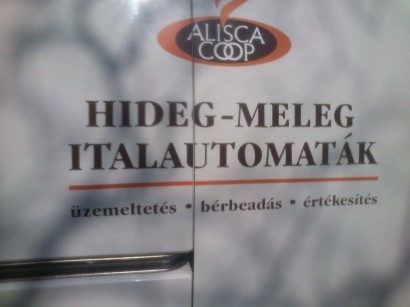 ALISCA
COOP
HIDEG-MELEG
ITALAUTOMATÁK
üzemeltetés • bérbeadás • értékesítés